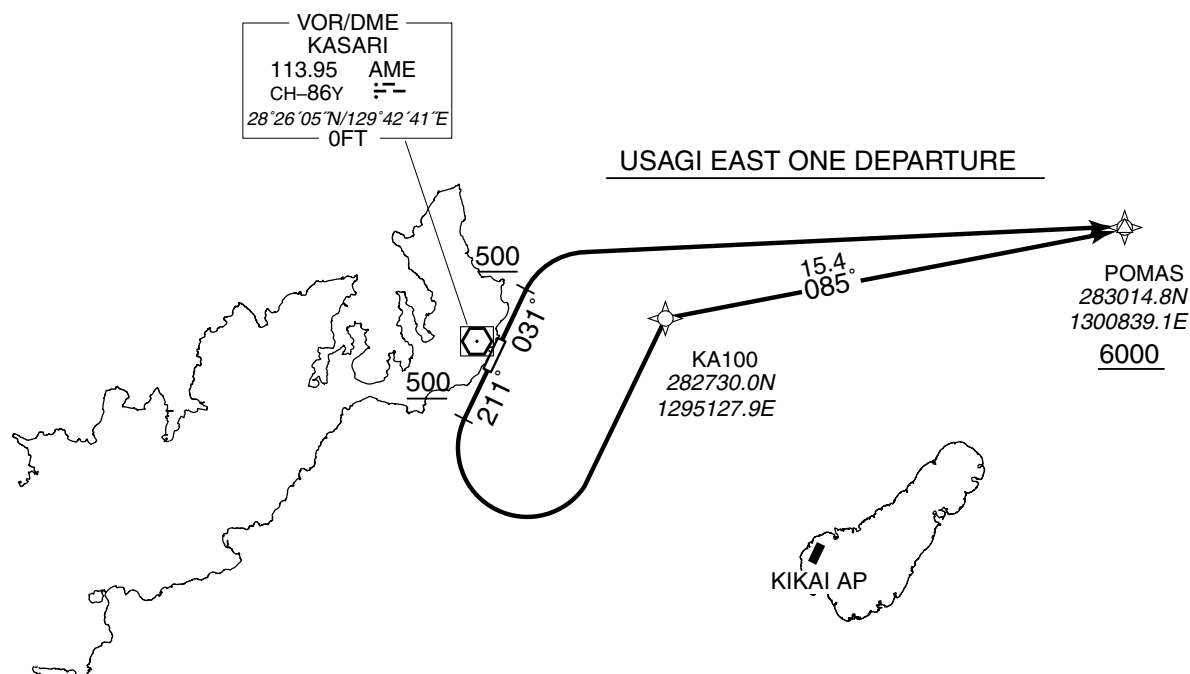 VOR/DME
KASARI
113.95 AME
CH–86Y
28°26´05˝N/129°42´41˝E
0FT
USAGI EAST ONE DEPARTURE
500
031°
15.4
085°
POMAS
283014.8N
1300839.1E
6000
KA100
282730.0N
1295127.9E
500
211°
KIKAI AP